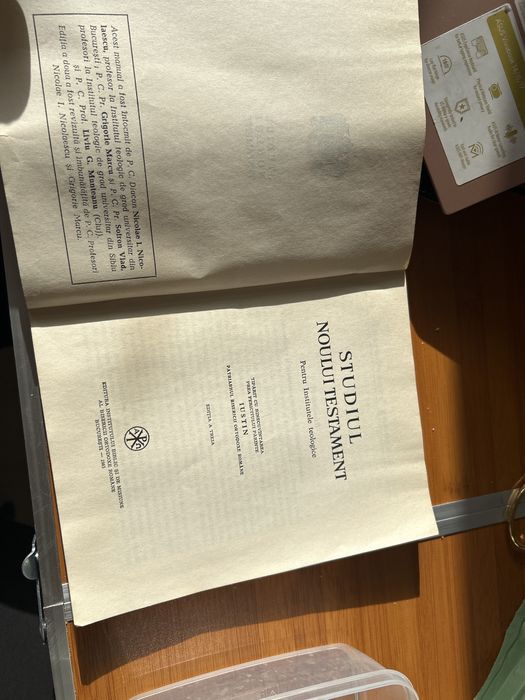 Acest manual a fost întocmit de P. C. Diacon Nicolae I. Nico-
laescu, profesor la Institutul teologic de grad universitar din
București; P. C. Pr. Grigorie Marcu și P. C. Pr. Sofron Vlad,
profesori la Institutul teologic de grad universitar din Sibiu
și P. C. Prof. Liviu G. Munteanu (Cluj).
Ediția a doua a fost revizuită și îmbunătățită de P. C. Profesori
Nicolae I. Nicolaescu și Grigorie Marcu.
STUDIUL
NOULUI TESTAMENT
Pentru Institutele teologice
TIPĂRIT CU BINECUVÎNTAREA
PREA FERICITULUI PĂRINTE
IUSTIN
PATRIARHUL BISERICII ORTODOXE ROMÂNE
EDIȚIA A TREIA
EDITURA INSTITUTULUI BIBLIC ȘI DE MISIUNE
AL BISERICII ORTODOXE ROMÂNE
BUCUREȘTI —